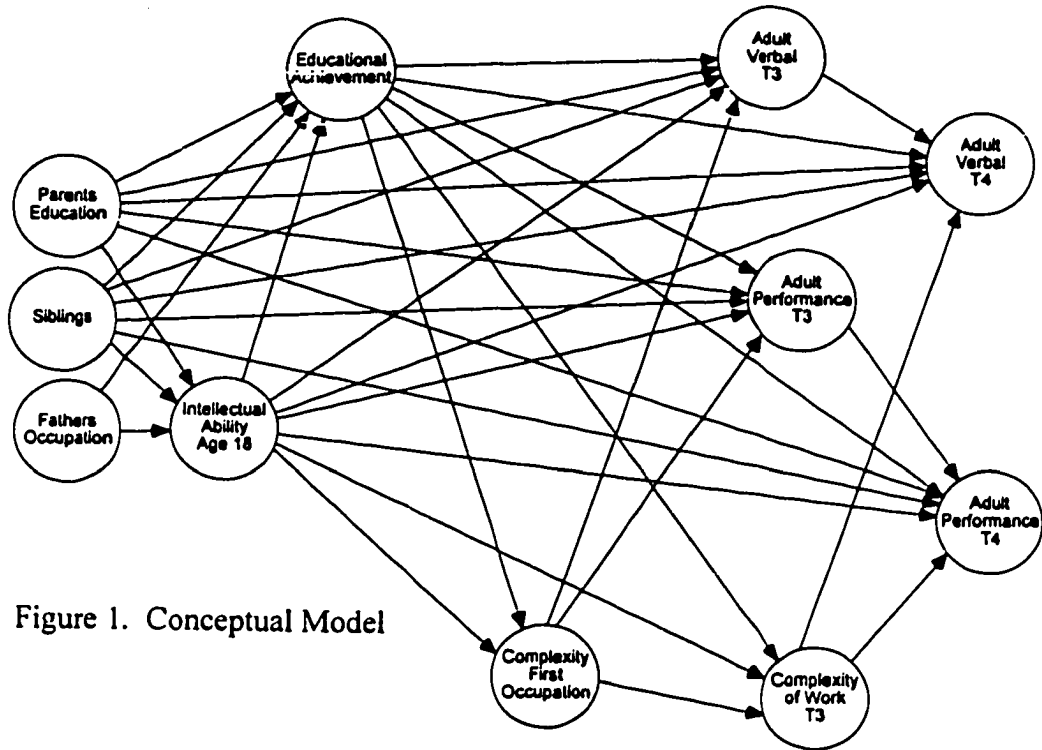 Educational
Achievement
Adult
Verbal
T3
Adult
Verbal
T4
Parents
Education
Siblings
Fathers
Occupation
Intellectual
Ability
Age 18
Adult
Performance
T3
Adult
Performance
T4
Complexity
First
Occupation
Complexity
of Work
T3
Figure 1. Conceptual Model